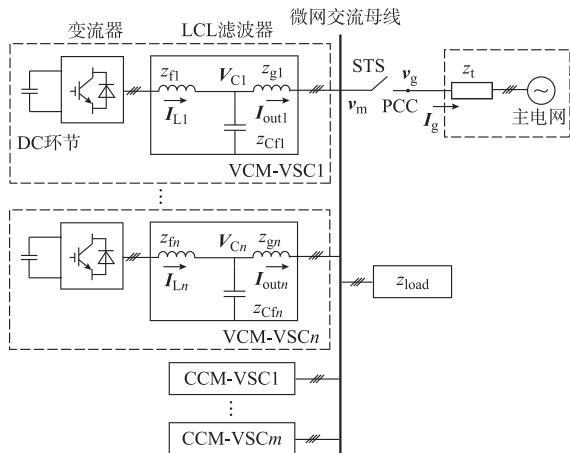 微网交流母线
变流器
LCL滤波器
z_f1
V_C1
z_g1
I_L1
I_out1
z_Cf1
DC环节
VCM-VSC1
STS
v_m
v_g
PCC
I_g
z_t
主电网
⋮
z_fn
V_Cn
z_gn
I_Ln
I_outn
z_Cfn
VCM-VSCn
z_load
CCM-VSC1
⋮
CCM-VSCm